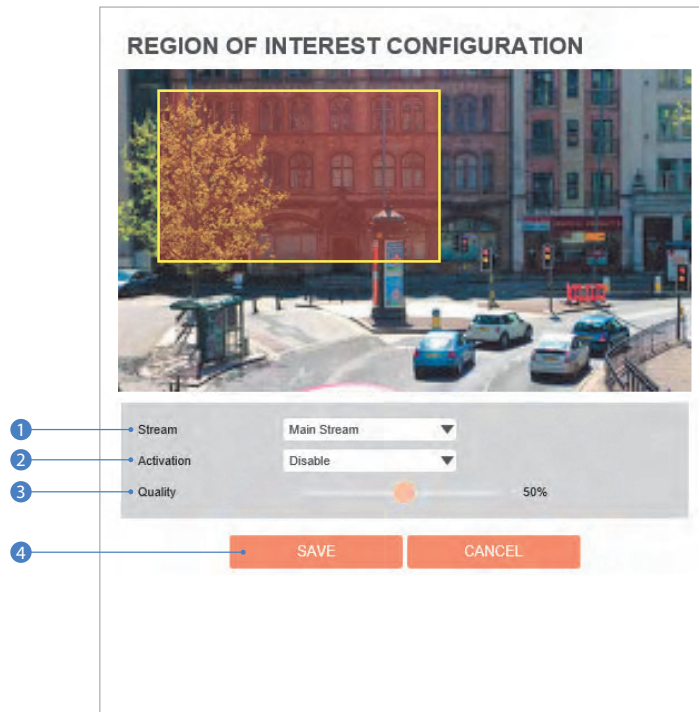 REGION OF INTEREST CONFIGURATION
1 Stream Main Stream
2 Activation Disable
3 Quality 50%
4 SAVE CANCEL